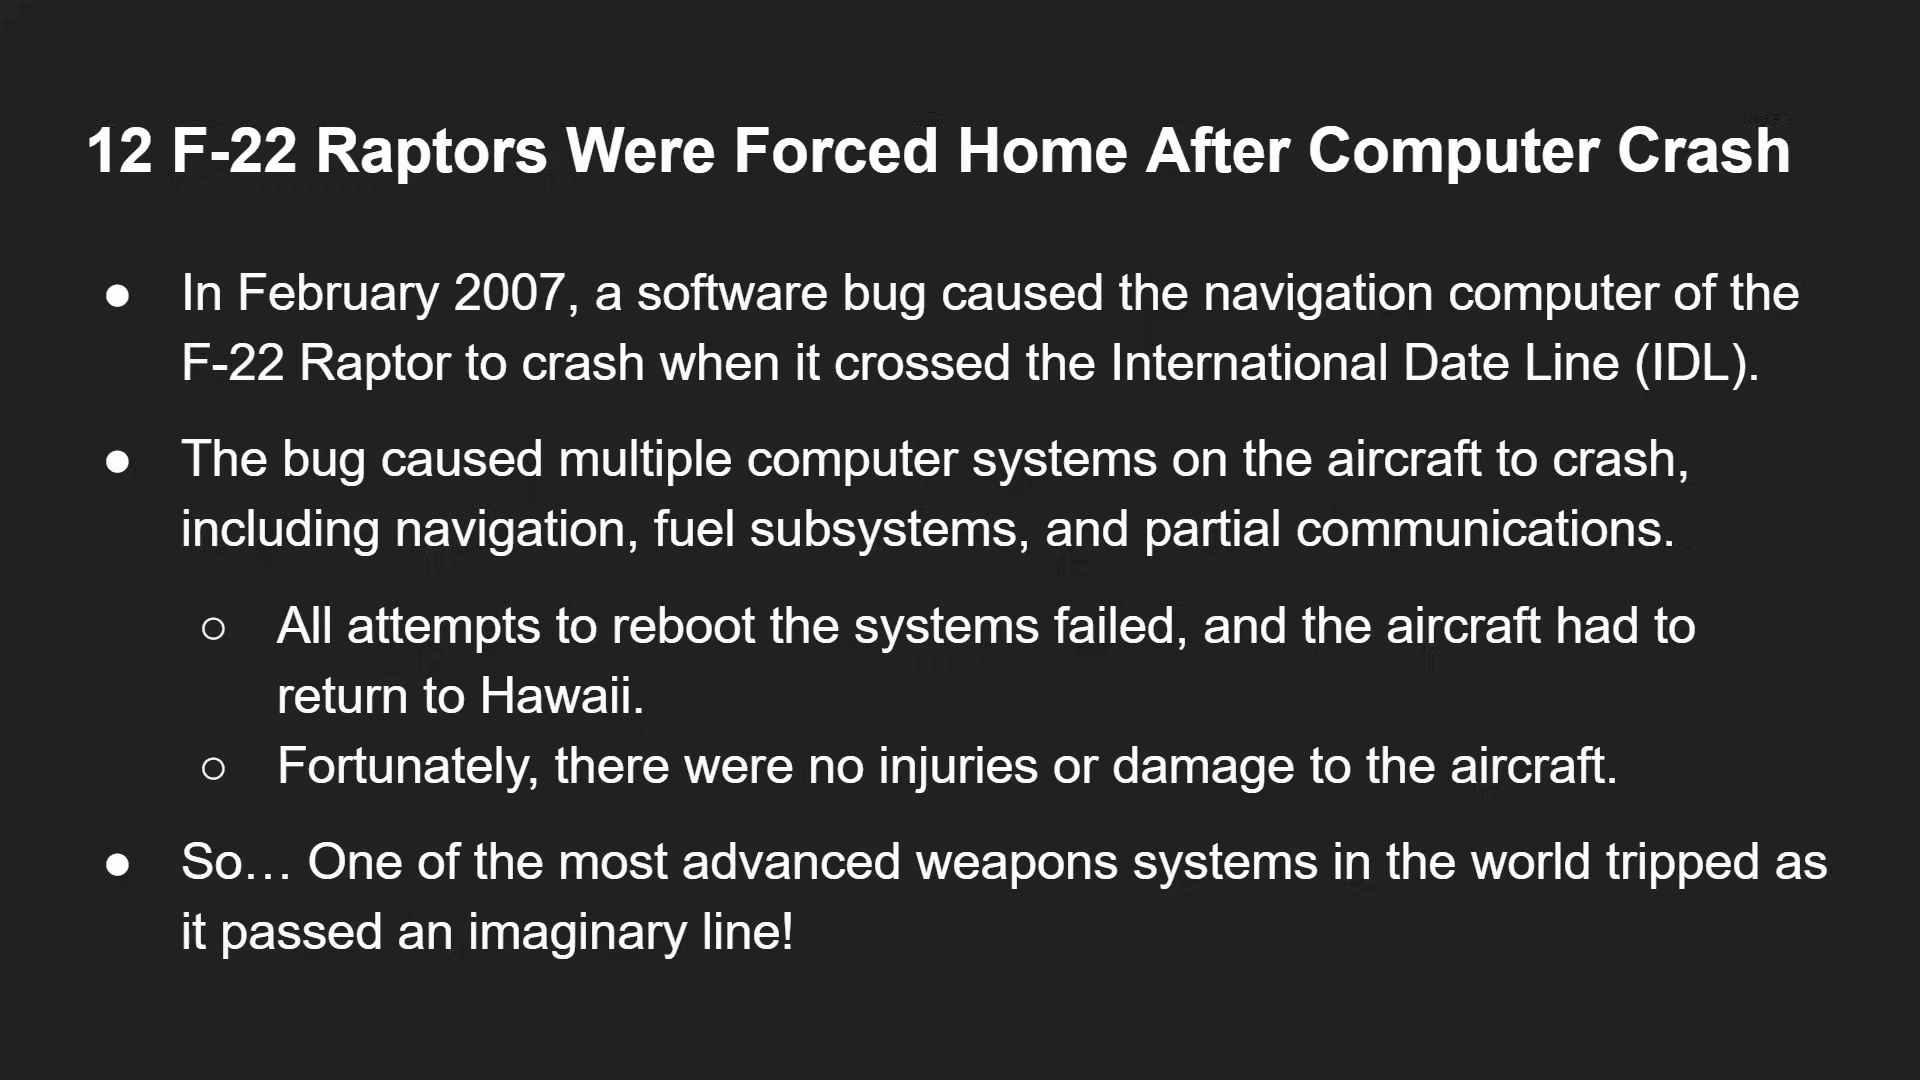 12 F-22 Raptors Were Forced Home After Computer Crash
● In February 2007, a software bug caused the navigation computer of the
F-22 Raptor to crash when it crossed the International Date Line (IDL).
● The bug caused multiple computer systems on the aircraft to crash,
including navigation, fuel subsystems, and partial communications.
○ All attempts to reboot the systems failed, and the aircraft had to
return to Hawaii.
○ Fortunately, there were no injuries or damage to the aircraft.
● So… One of the most advanced weapons systems in the world tripped as
it passed an imaginary line!